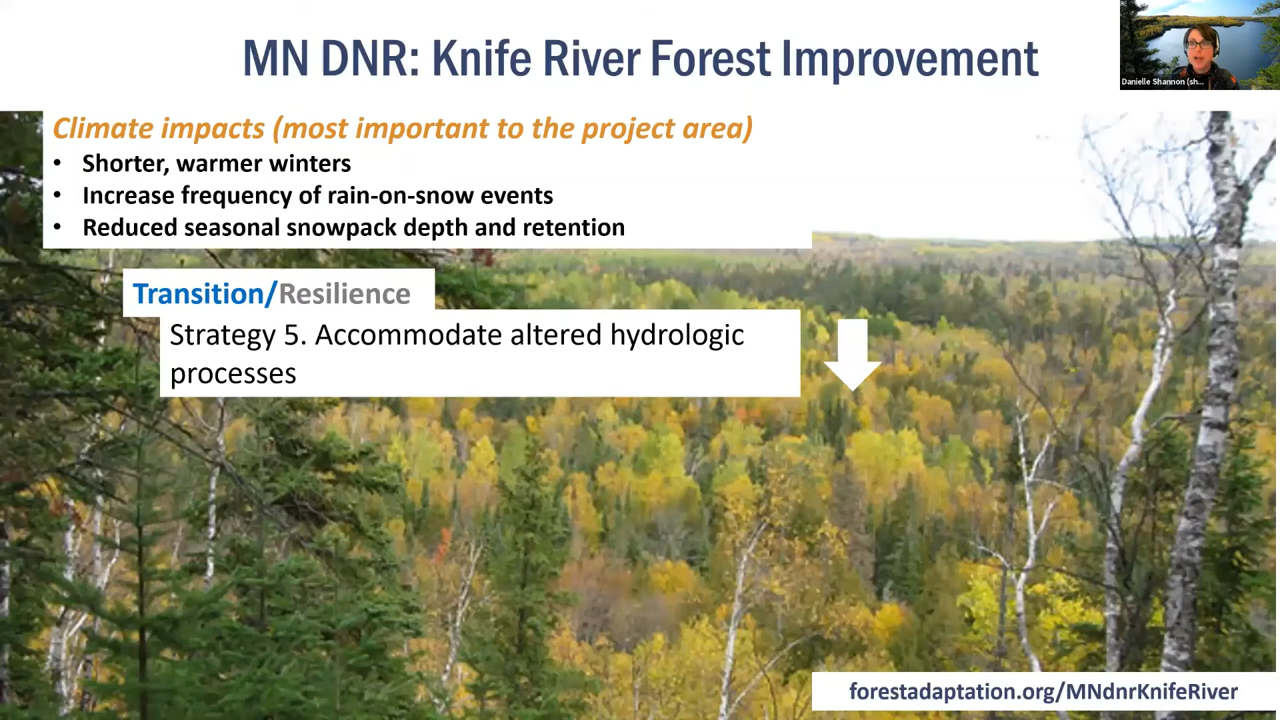 MN DNR: Knife River Forest Improvement
Danielle Shannon (sh...
Climate impacts (most important to the project area)
• Shorter, warmer winters
• Increase frequency of rain-on-snow events
• Reduced seasonal snowpack depth and retention
Transition/Resilience
Strategy 5. Accommodate altered hydrologic
processes
forestadaptation.org/MNdnrKnifeRiver